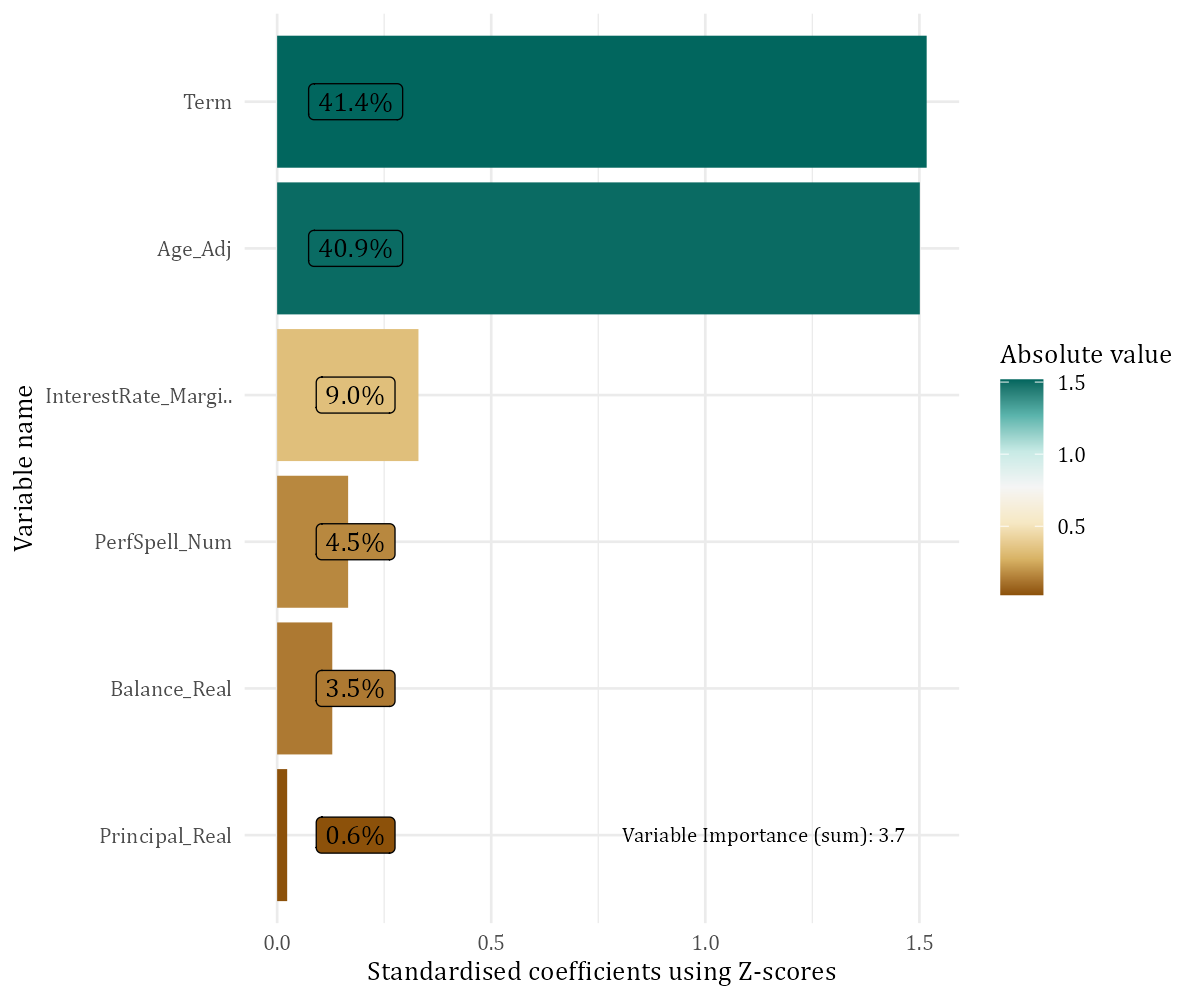 Term
41.4%
Age_Adj
40.9%
InterestRate_Margi..
9.0%
PerfSpell_Num
4.5%
Balance_Real
3.5%
Principal_Real
0.6%
Variable Importance (sum): 3.7
0.0
0.5
1.0
1.5
Standardised coefficients using Z-scores
Variable name
Absolute value
1.5
1.0
0.5